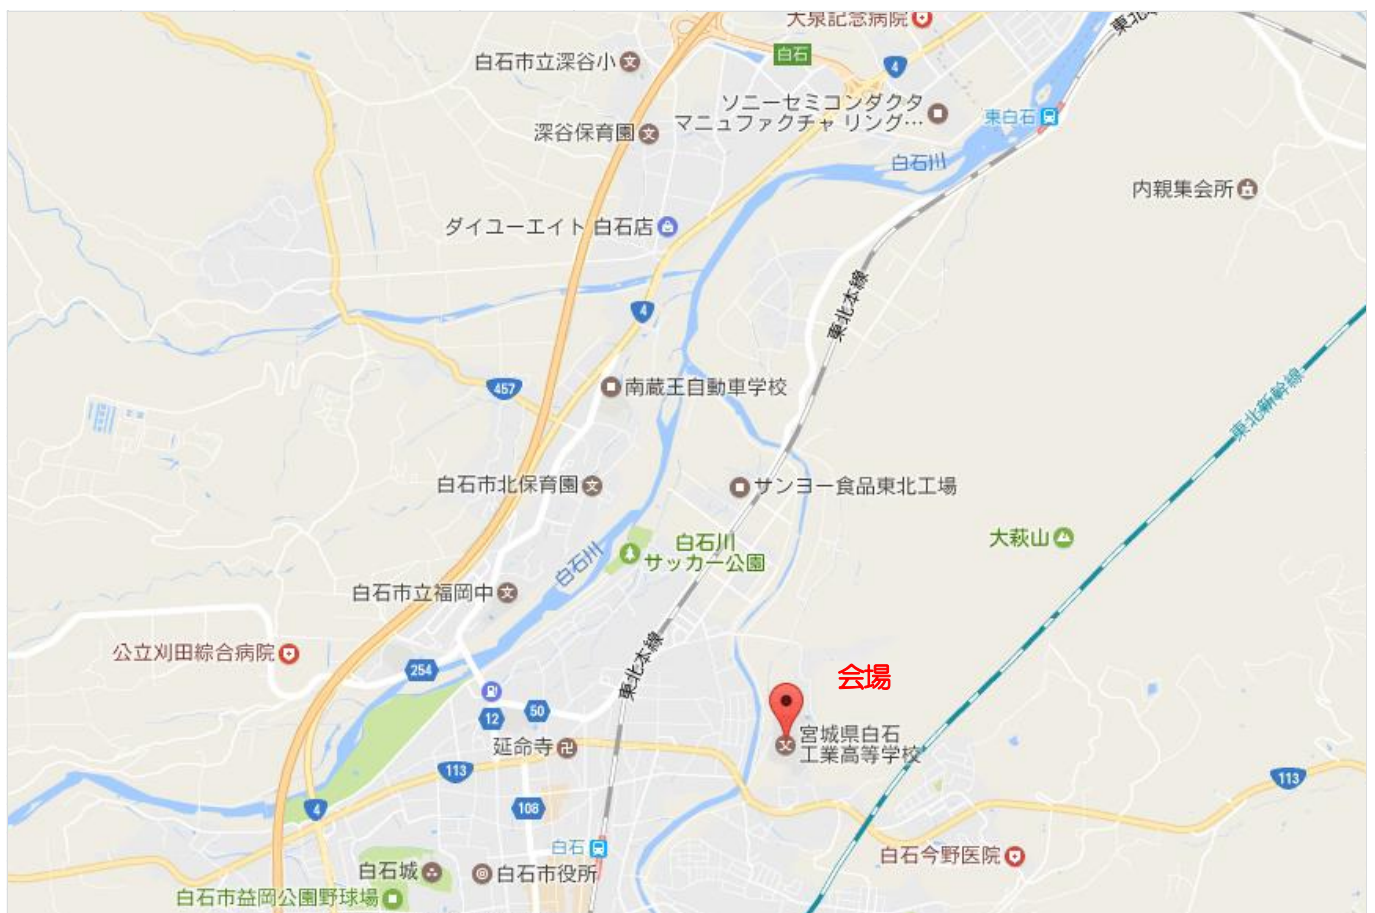 大泉記念病院
東北本
白石市立深谷小
白石
4
ソニーセミコンダクタ
マニュファクチャ リング…
東白石
深谷保育園
白石川
内親集会所
ダイユーエイト 白石店
4
東北本線
457
南蔵王自動車学校
東北新幹線
白石市北保育園
サンヨー食品東北工場
大萩山
白石川
サッカー公園
白石川
白石市立福岡中
公立刈田綜合病院
254
東北本線
会場
12
50
宮城県白石
工業高等学校
延命寺
113
113
4
108
白石
白石今野医院
白石城
白石市役所
白石市益岡公園野球場